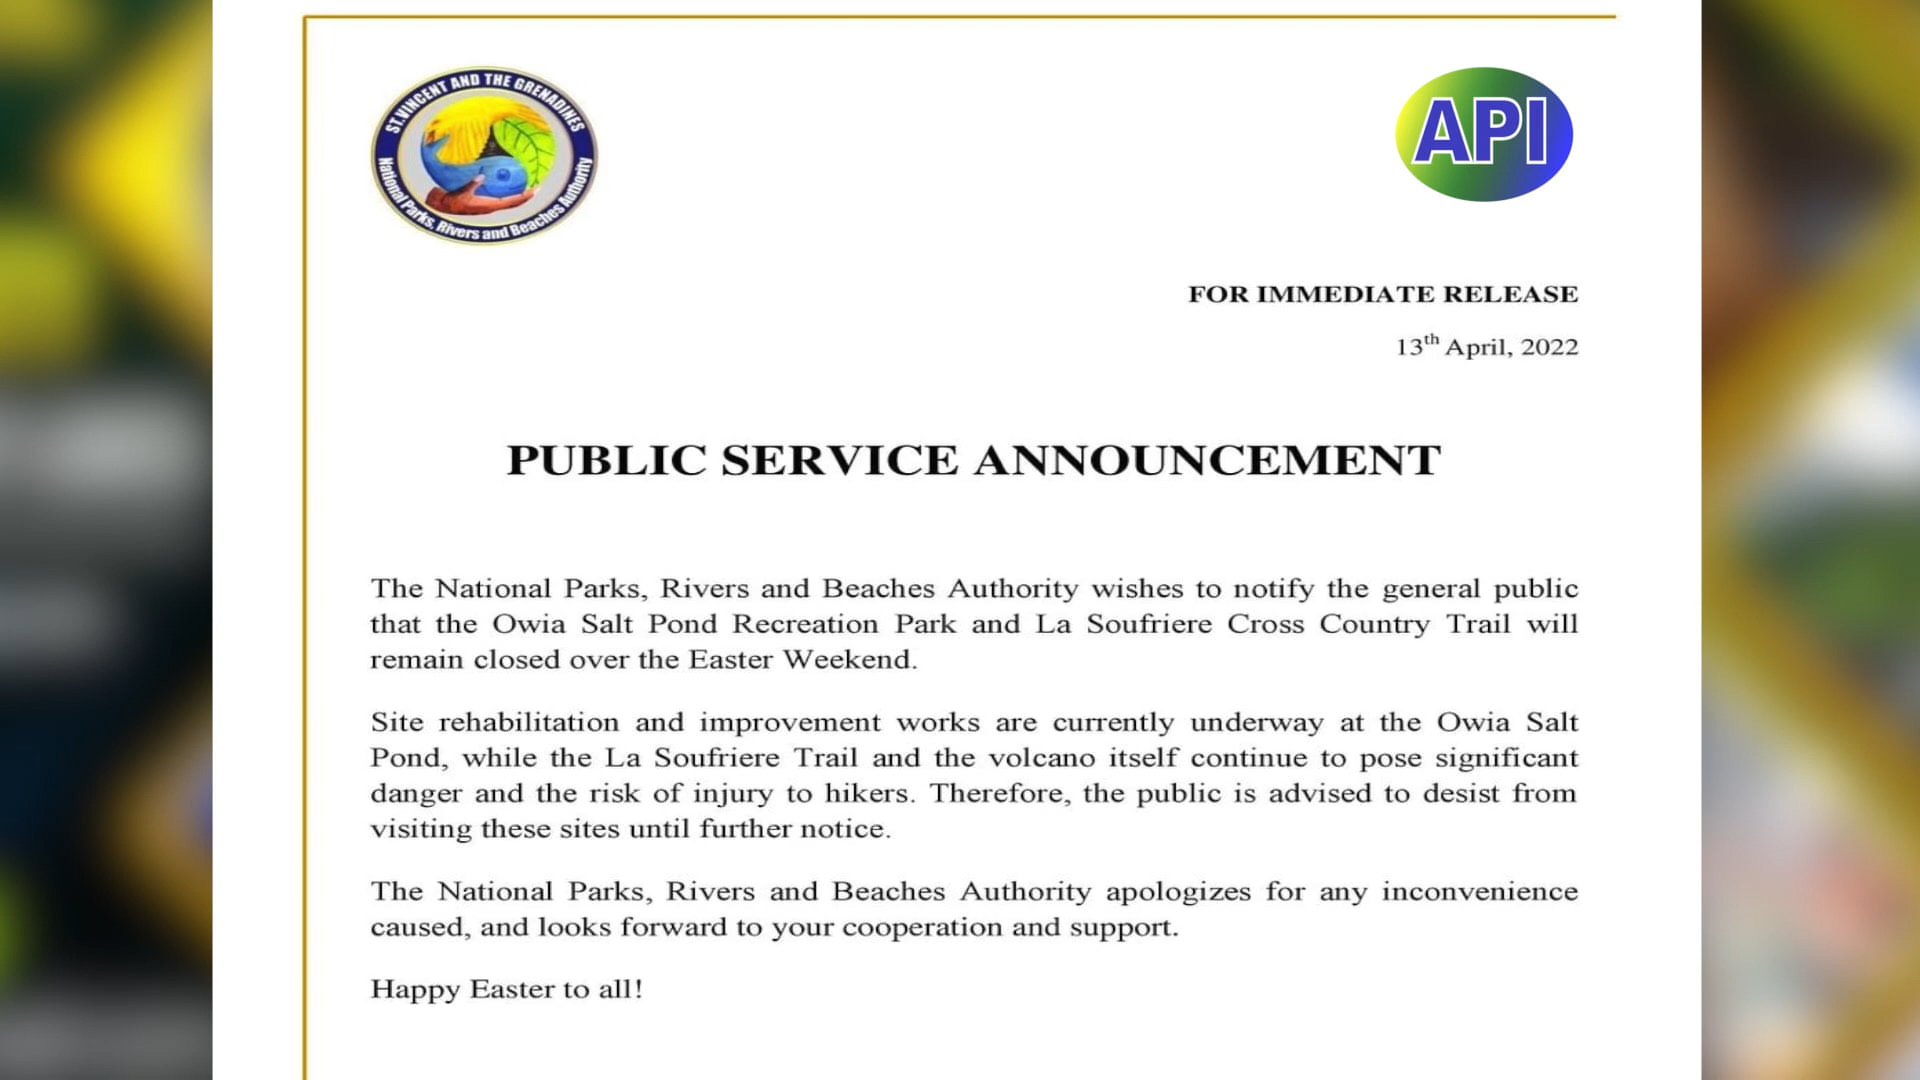 ST.VINCENT AND THE GRENADINES
National Parks, Rivers and Beaches Authority
API
FOR IMMEDIATE RELEASE
13th April, 2022
PUBLIC SERVICE ANNOUNCEMENT
The National Parks, Rivers and Beaches Authority wishes to notify the general public
that the Owia Salt Pond Recreation Park and La Soufriere Cross Country Trail will
remain closed over the Easter Weekend.
Site rehabilitation and improvement works are currently underway at the Owia Salt
Pond, while the La Soufriere Trail and the volcano itself continue to pose significant
danger and the risk of injury to hikers. Therefore, the public is advised to desist from
visiting these sites until further notice.
The National Parks, Rivers and Beaches Authority apologizes for any inconvenience
caused, and looks forward to your cooperation and support.
Happy Easter to all!